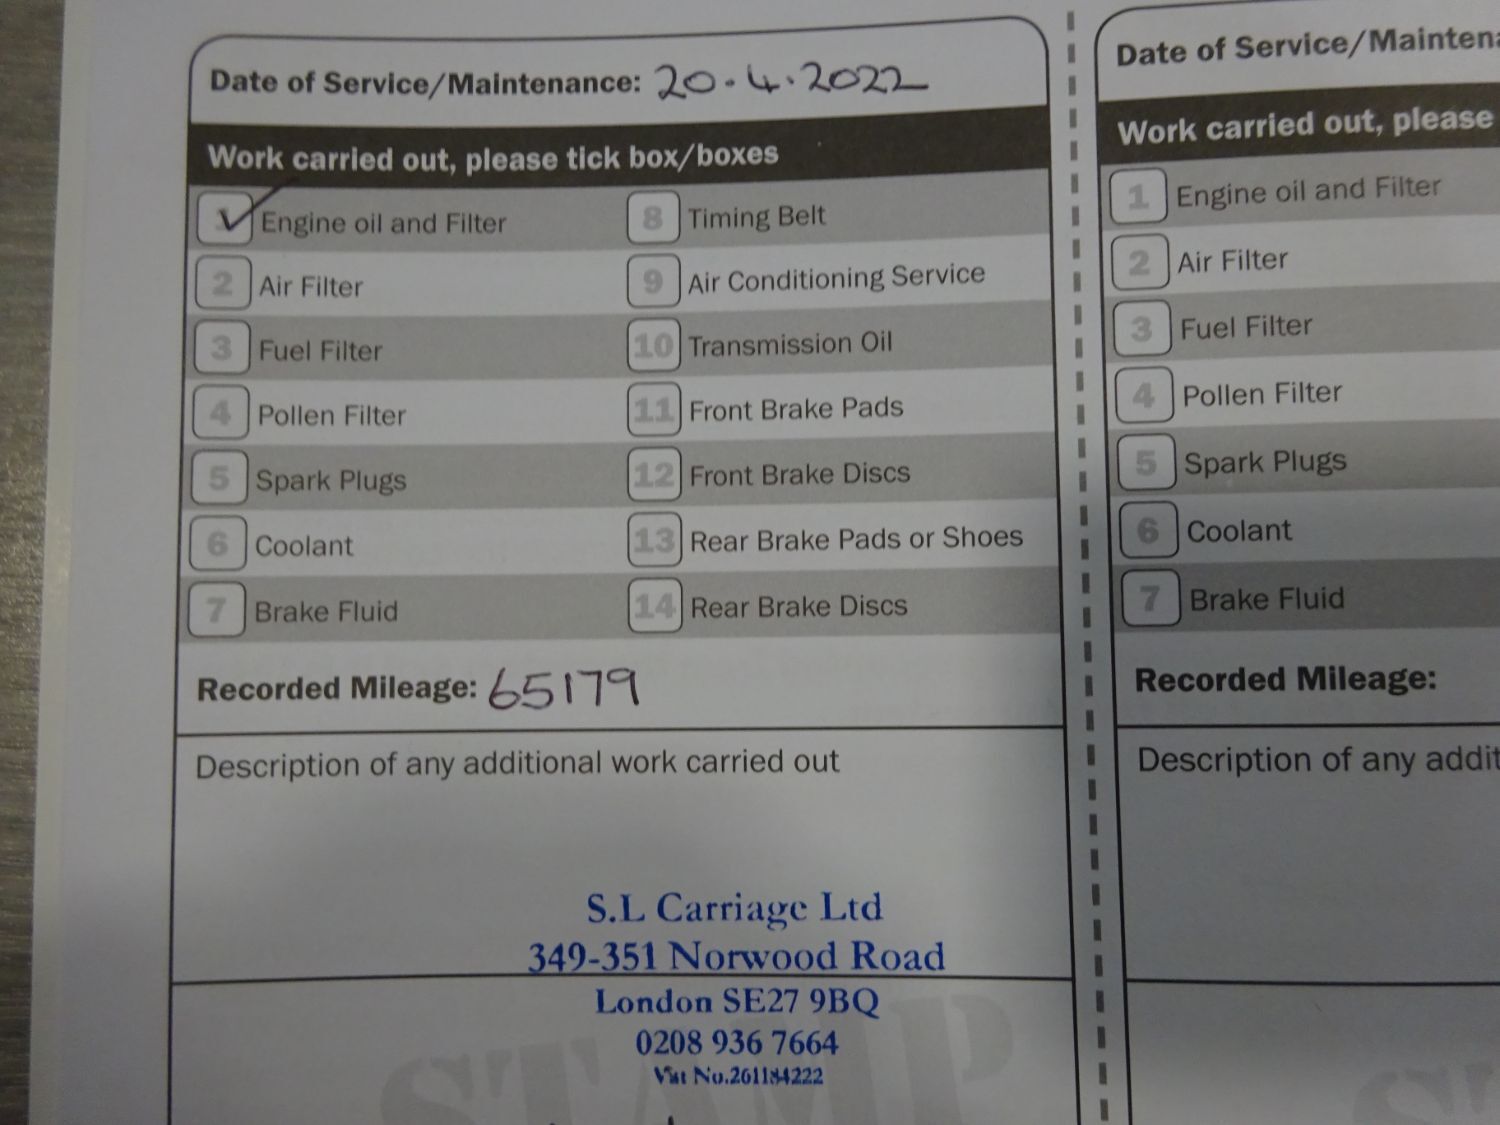 Date of Service/Maintenance: 20.4.2022
Work carried out, please tick box/boxes
1 Engine oil and Filter
2 Air Filter
3 Fuel Filter
4 Pollen Filter
5 Spark Plugs
6 Coolant
7 Brake Fluid
8 Timing Belt
9 Air Conditioning Service
10 Transmission Oil
11 Front Brake Pads
12 Front Brake Discs
13 Rear Brake Pads or Shoes
14 Rear Brake Discs
Recorded Mileage: 65179
Description of any additional work carried out
S.L Carriage Ltd
349-351 Norwood Road
London SE27 9BQ
0208 936 7664
Vat No.261184222
STAMP
Date of Service/Mainten
Work carried out, please
1 Engine oil and Filter
2 Air Filter
3 Fuel Filter
4 Pollen Filter
5 Spark Plugs
6 Coolant
7 Brake Fluid
Recorded Mileage:
Description of any addit